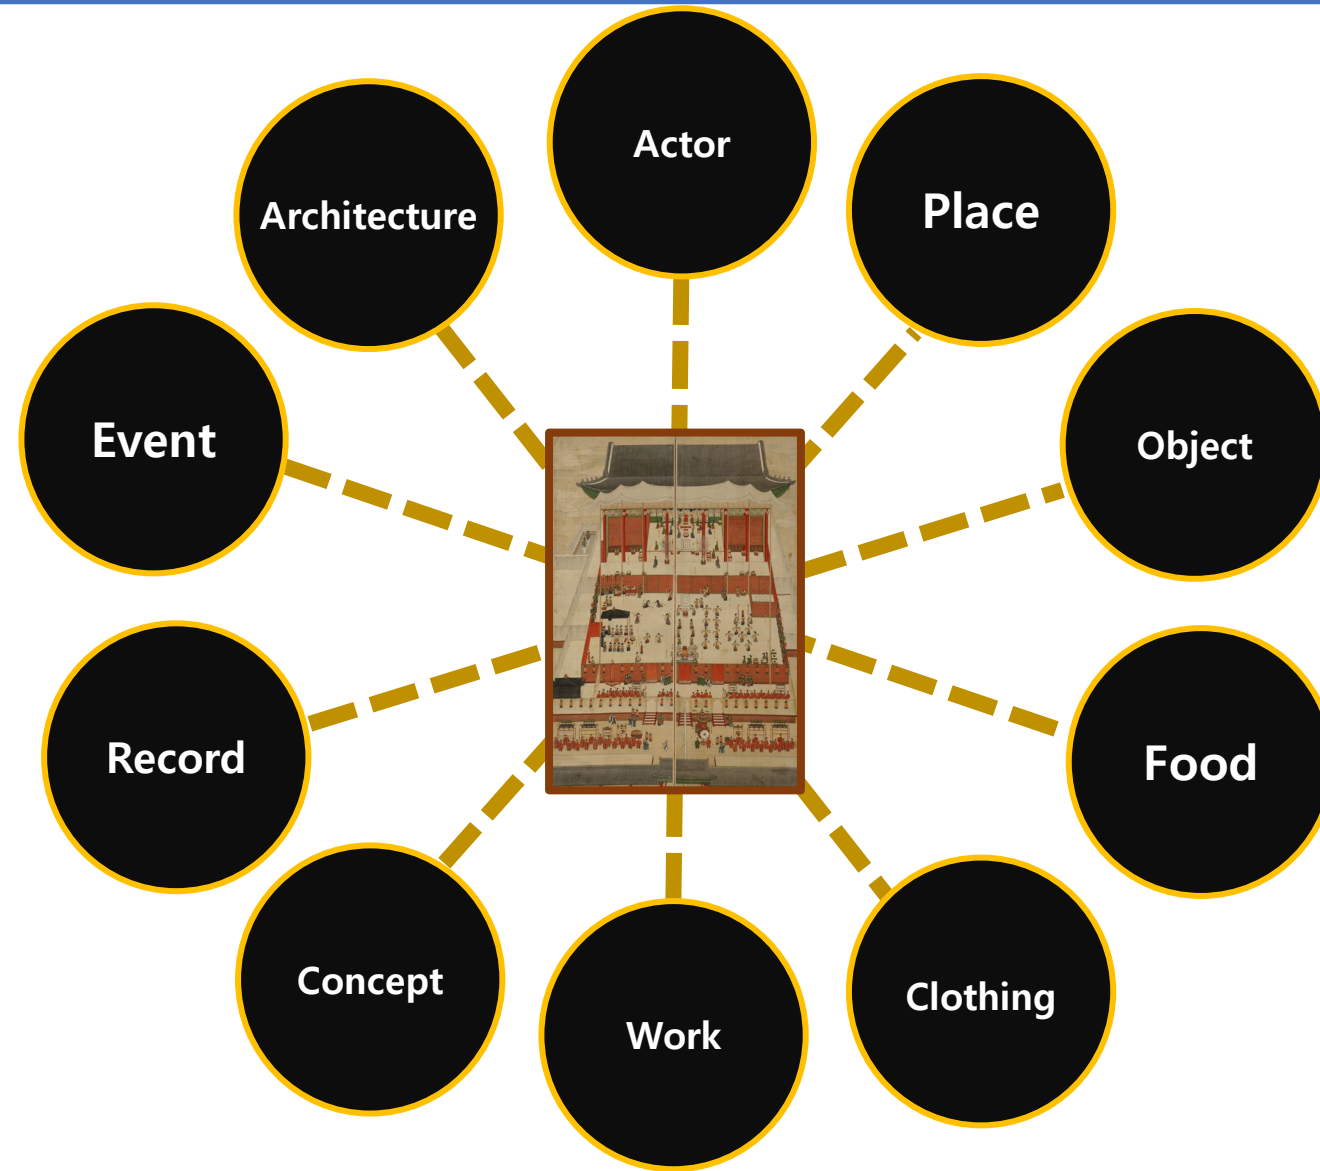 Actor
Place
Architecture
Event
Object
Record
Food
Concept
Clothing
Work